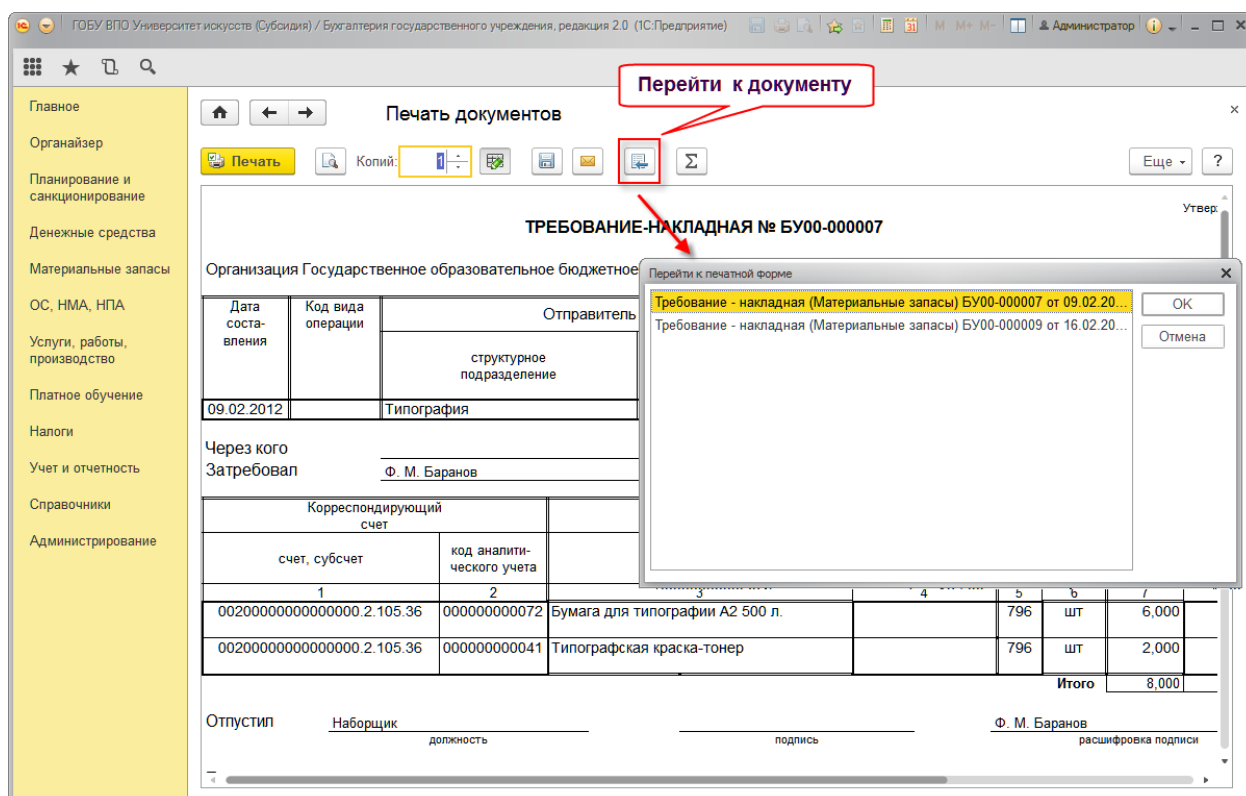 ГОБУ ВПО Университет искусств (Субсидия) / Бухгалтерия государственного учреждения, редакция 2.0 (1С:Предприятие)
M M+ M-
Администратор
Перейти к документу
Главное
Органайзер
Планирование и
санкционирование
Денежные средства
Материальные запасы
ОС, НМА, НПА
Услуги, работы,
производство
Платное обучение
Налоги
Учет и отчетность
Справочники
Администрирование
Печать документов
Печать
Копий: 1
Σ
Еще
?
Утвер
ТРЕБОВАНИЕ-НАКЛАДНАЯ № БУ00-000007
Организация Государственное образовательное бюджетное
Дата
соста-
вления
Код вида
операции
Отправитель
структурное
подразделение
09.02.2012 Типография
Через кого
Затребовал Ф. М. Баранов
Перейти к печатной форме
Требование - накладная (Материальные запасы) БУ00-000007 от 09.02.20...
Требование - накладная (Материальные запасы) БУ00-000009 от 16.02.20...
OK
Отмена
Корреспондирующий
счет
счет, субсчет
код аналити-
ческого учета
1 2 3 4 5 6 7
00200000000000000.2.105.36 000000000072 Бумага для типографии А2 500 л. 796 шт 6,000
00200000000000000.2.105.36 000000000041 Типографская краска-тонер 796 шт 2,000
Итого 8,000
Отпустил Наборщик Ф. М. Баранов
должность подпись расшифровка подписи